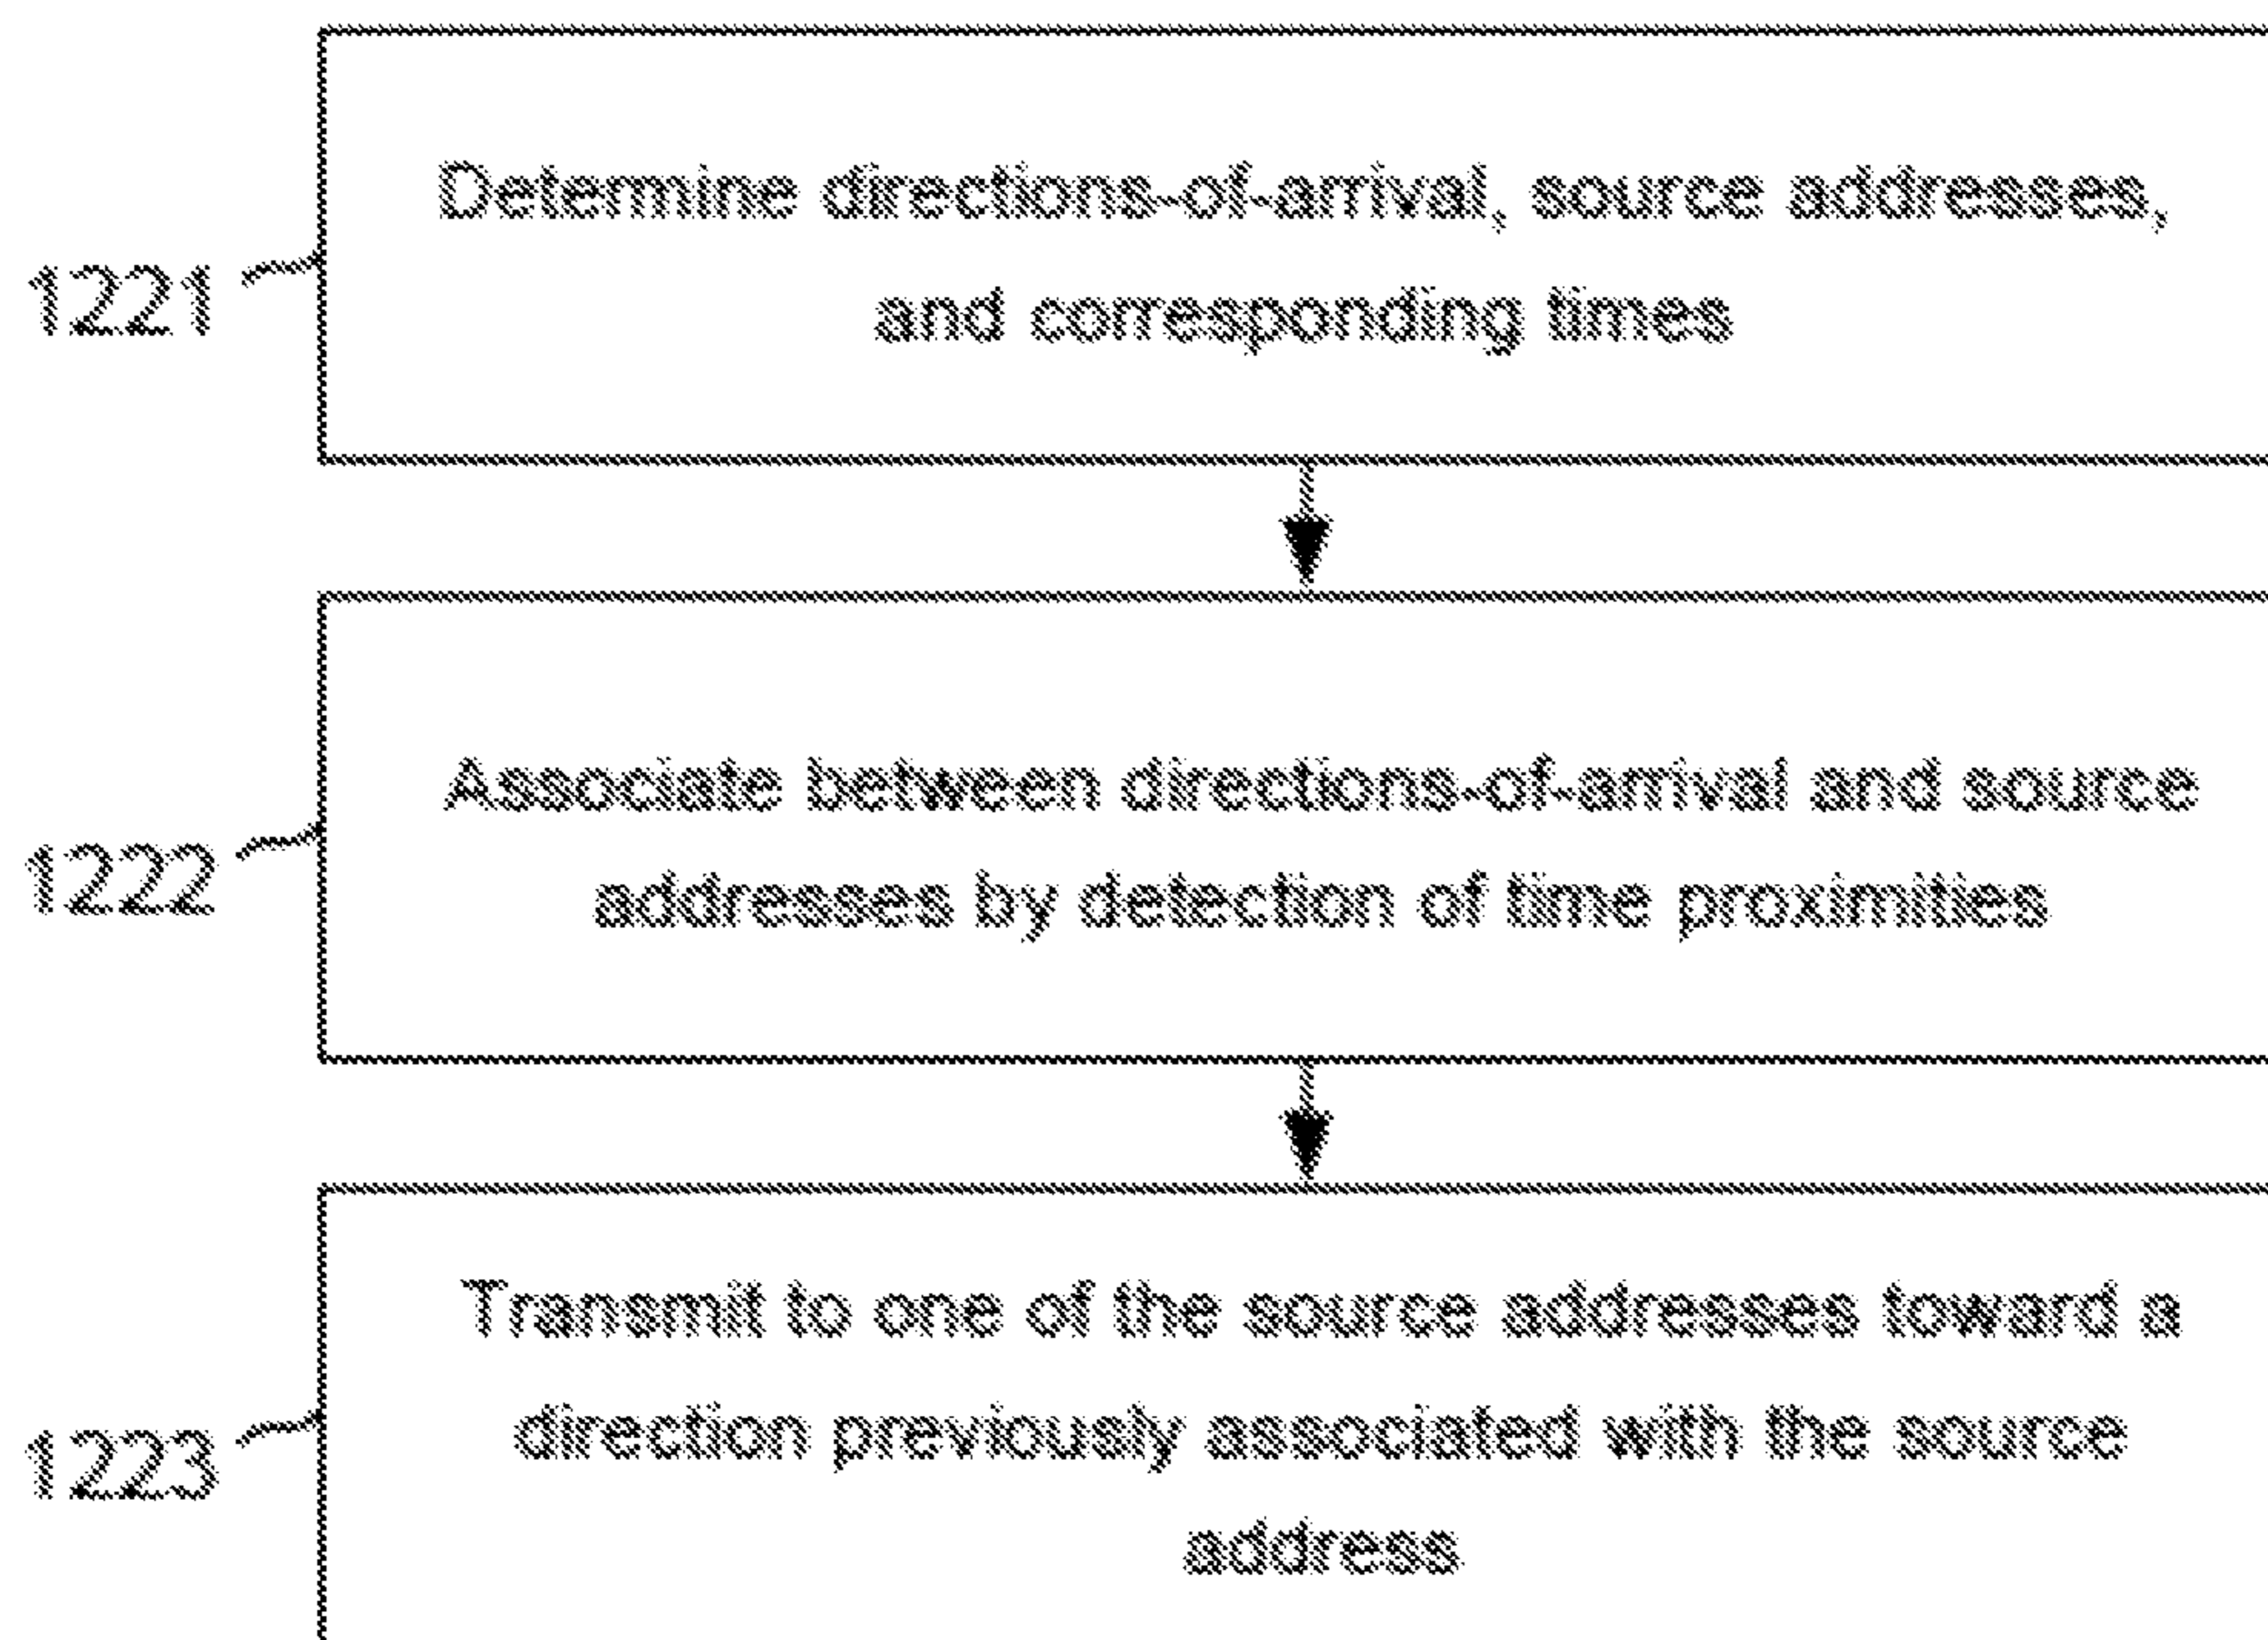 Determine directions-of-arrival, source addresses,
and corresponding times
1221
Associate between directions-of-arrival and source
addresses by detection of time proximities
1222
Transmit to one of the source addresses toward a
direction previously associated with the source
address
1223